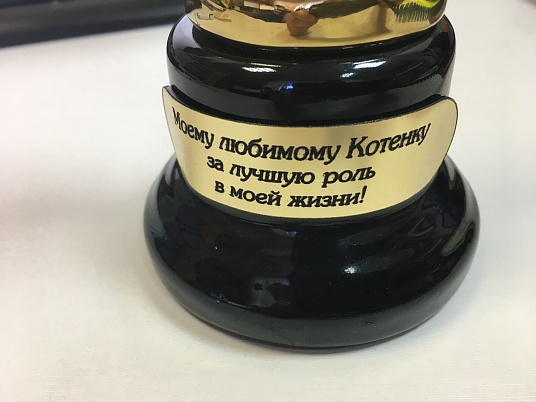 Моему любимому Котенку
за лучшую роль
в моей жизни!